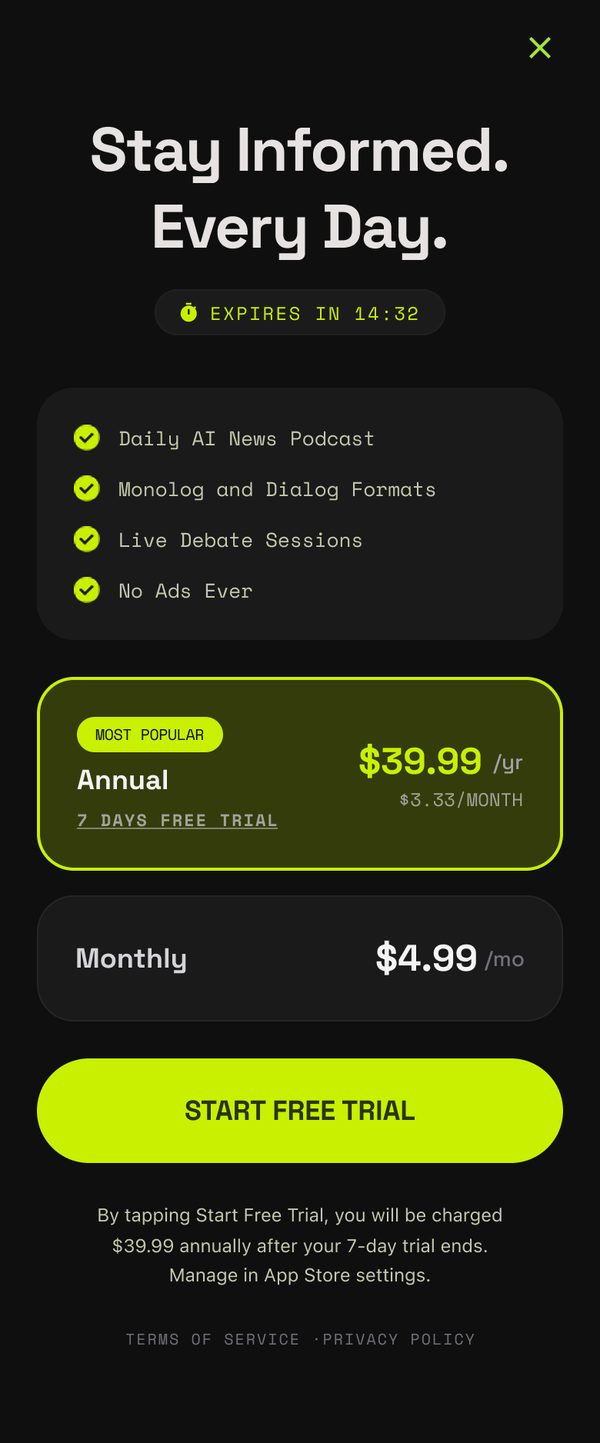 Stay Informed.
Every Day.
EXPIRES IN 14:32
Daily AI News Podcast
Monolog and Dialog Formats
Live Debate Sessions
No Ads Ever
MOST POPULAR
Annual
7 DAYS FREE TRIAL
$39.99 /yr
$3.33/MONTH
Monthly
$4.99 /mo
START FREE TRIAL
By tapping Start Free Trial, you will be charged
$39.99 annually after your 7-day trial ends.
Manage in App Store settings.
TERMS OF SERVICE ·PRIVACY POLICY